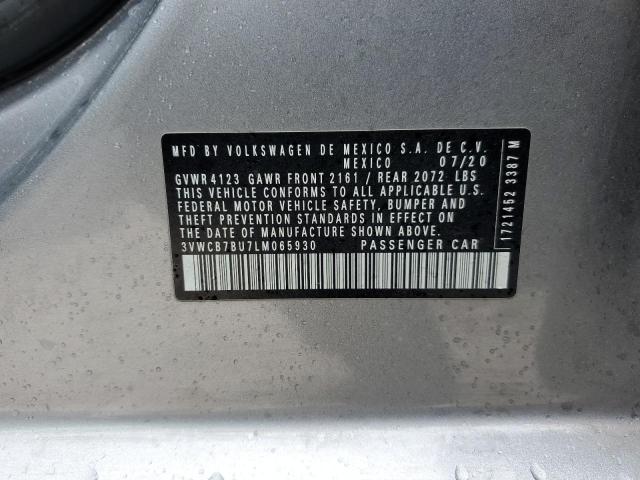 MFD BY VOLKSWAGEN DE MEXICO S.A. DE C.V.
MEXICO 07/20
GVWR 4123 GAWR FRONT 2161 / REAR 2072 LBS
THIS VEHICLE CONFORMS TO ALL APPLICABLE U.S.
FEDERAL MOTOR VEHICLE SAFETY, BUMPER AND
THEFT PREVENTION STANDARDS IN EFFECT ON
THE DATE OF MANUFACTURE SHOWN ABOVE.
3VWCB7BU7LM065930 PASSENGER CAR
1721452 3387 M